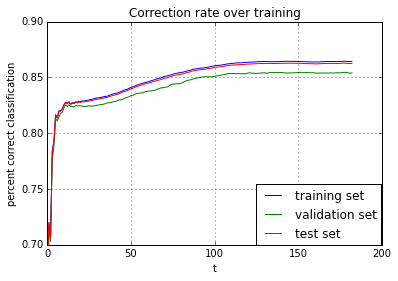 Correction rate over training
0.90
0.85
0.80
0.75
0.70
percent correct classification
training set
validation set
test set
0
50
100
150
200
t